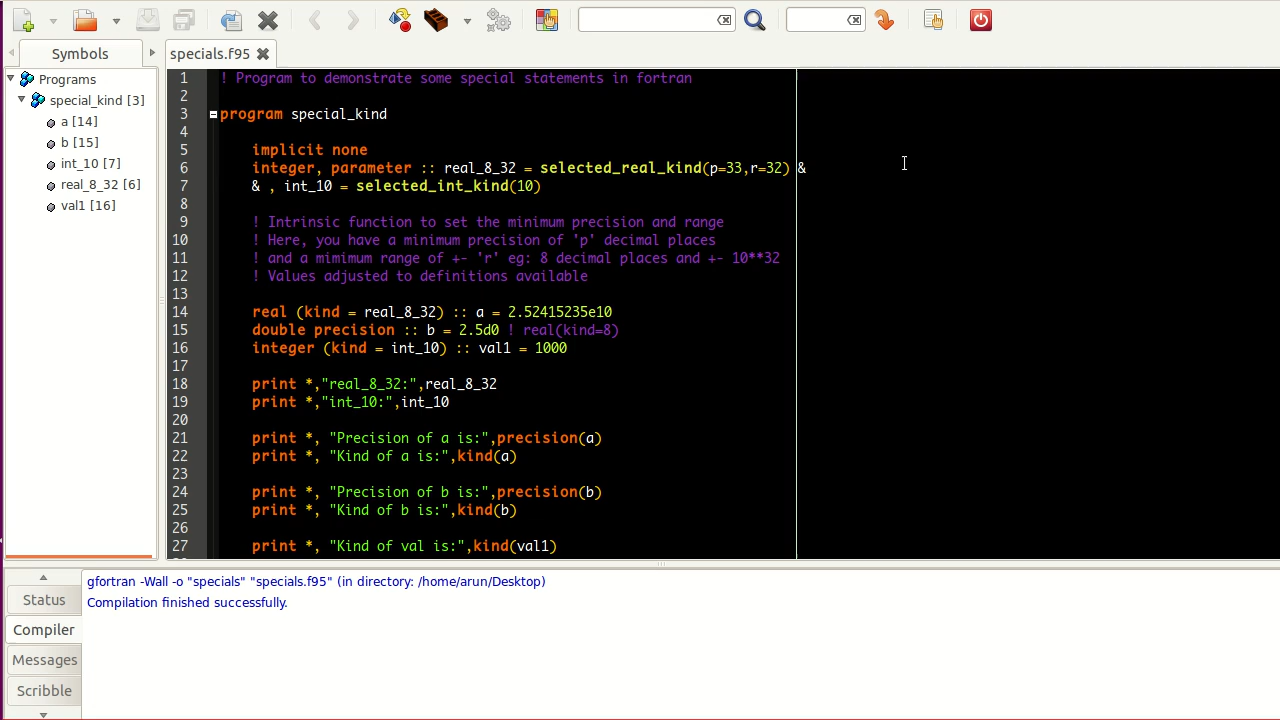 Symbols
specials.f95
Programs
special_kind [3]
a [14]
b [15]
int_10 [7]
real_8_32 [6]
val1 [16]
1 ! Program to demonstrate some special statements in fortran
2
3 program special_kind
4
5 implicit none
6 integer, parameter :: real_8_32 = selected_real_kind(p=33,r=32) &
7 & , int_10 = selected_int_kind(10)
8
9 ! Intrinsic function to set the minimum precision and range
10 ! Here, you have a minimum precision of 'p' decimal places
11 ! and a mimimum range of +- 'r' eg: 8 decimal places and +- 10**32
12 ! Values adjusted to definitions available
13
14 real (kind = real_8_32) :: a = 2.52415235e10
15 double precision :: b = 2.5d0 ! real(kind=8)
16 integer (kind = int_10) :: val1 = 1000
17
18 print *,"real_8_32:",real_8_32
19 print *,"int_10:",int_10
20
21 print *, "Precision of a is:",precision(a)
22 print *, "Kind of a is:",kind(a)
23
24 print *, "Precision of b is:",precision(b)
25 print *, "Kind of b is:",kind(b)
26
27 print *, "Kind of val is:",kind(val1)
Status
Compiler
Messages
Scribble
gfortran -Wall -o "specials" "specials.f95" (in directory: /home/arun/Desktop)
Compilation finished successfully.